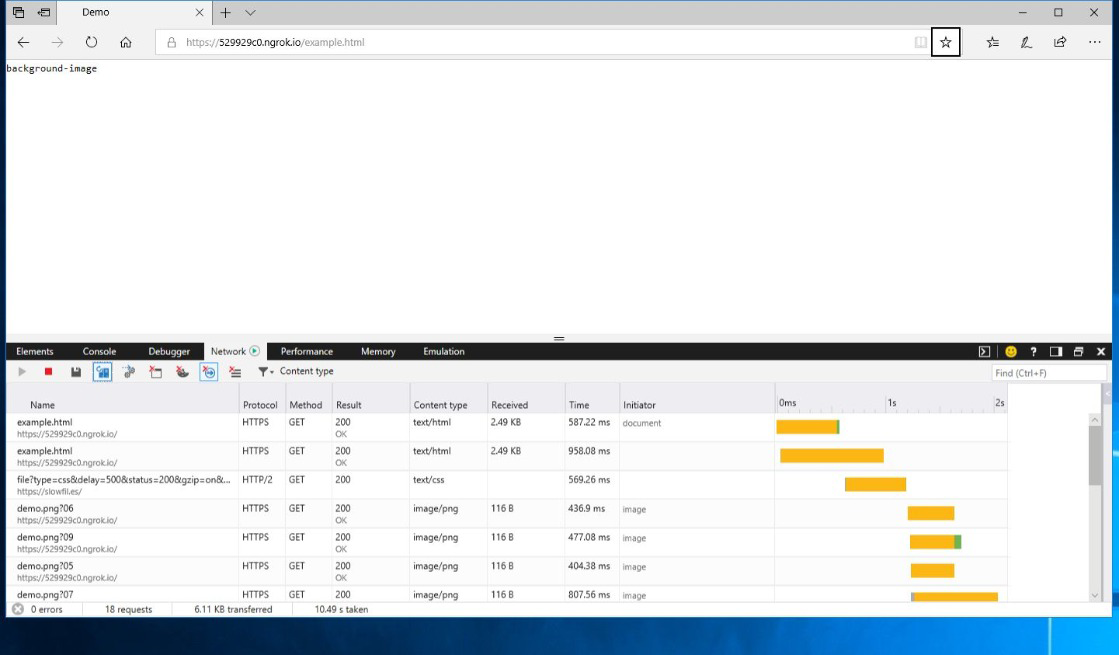 Demo
https://529929c0.ngrok.io/example.html
background-image
Elements Console Debugger Network Performance Memory Emulation
Content type
Find (Ctrl+F)
Name Protocol Method Result Content type Received Time Initiator 0ms 1s 2s
example.html HTTPS GET 200 text/html 2.49 KB 587.22 ms document
https://529929c0.ngrok.io/ OK
example.html HTTPS GET 200 text/html 2.49 KB 958.08 ms
https://529929c0.ngrok.io/ OK
file?type=css&delay=500&status=200&gzip=on&... HTTP/2 GET 200 text/css 569.26 ms
https://slowfil.es/
demo.png?06 HTTPS GET 200 image/png 116 B 436.9 ms image
https://529929c0.ngrok.io/ OK
demo.png?09 HTTPS GET 200 image/png 116 B 477.08 ms image
https://529929c0.ngrok.io/ OK
demo.png?05 HTTPS GET 200 image/png 116 B 404.38 ms image
https://529929c0.ngrok.io/ OK
demo.png?07 HTTPS GET 200 image/png 116 B 807.56 ms image
0 errors 18 requests 6.11 KB transferred 10.49 s taken